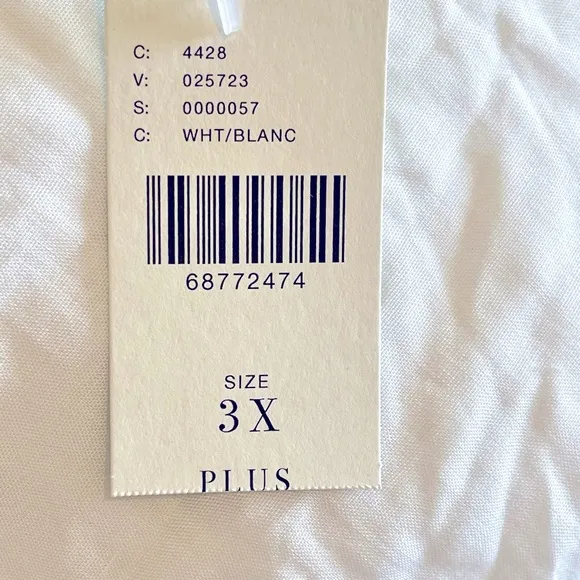 C: 4428
V: 025723
S: 0000057
C: WHT/BLANC
68772474
SIZE
3X
PLUS